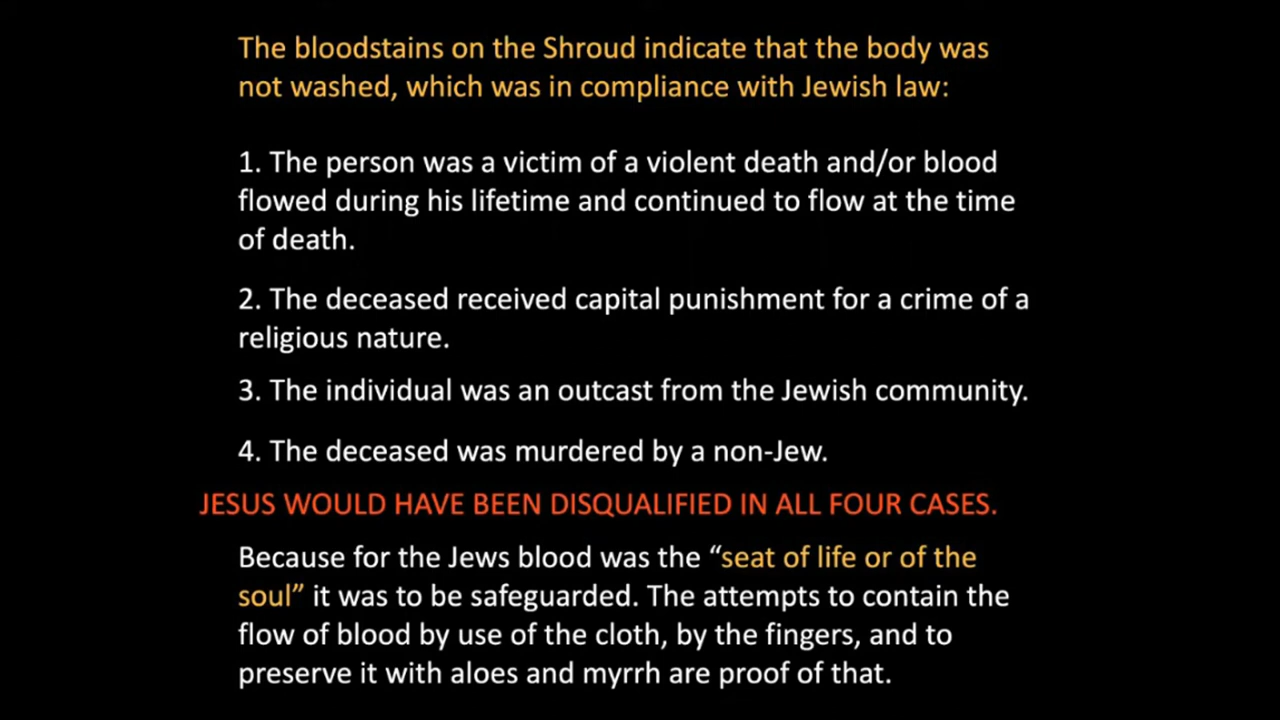 The bloodstains on the Shroud indicate that the body was
not washed, which was in compliance with Jewish law:
1. The person was a victim of a violent death and/or blood
flowed during his lifetime and continued to flow at the time
of death.
2. The deceased received capital punishment for a crime of a
religious nature.
3. The individual was an outcast from the Jewish community.
4. The deceased was murdered by a non-Jew.
JESUS WOULD HAVE BEEN DISQUALIFIED IN ALL FOUR CASES.
Because for the Jews blood was the “seat of life or of the
soul” it was to be safeguarded. The attempts to contain the
flow of blood by use of the cloth, by the fingers, and to
preserve it with aloes and myrrh are proof of that.